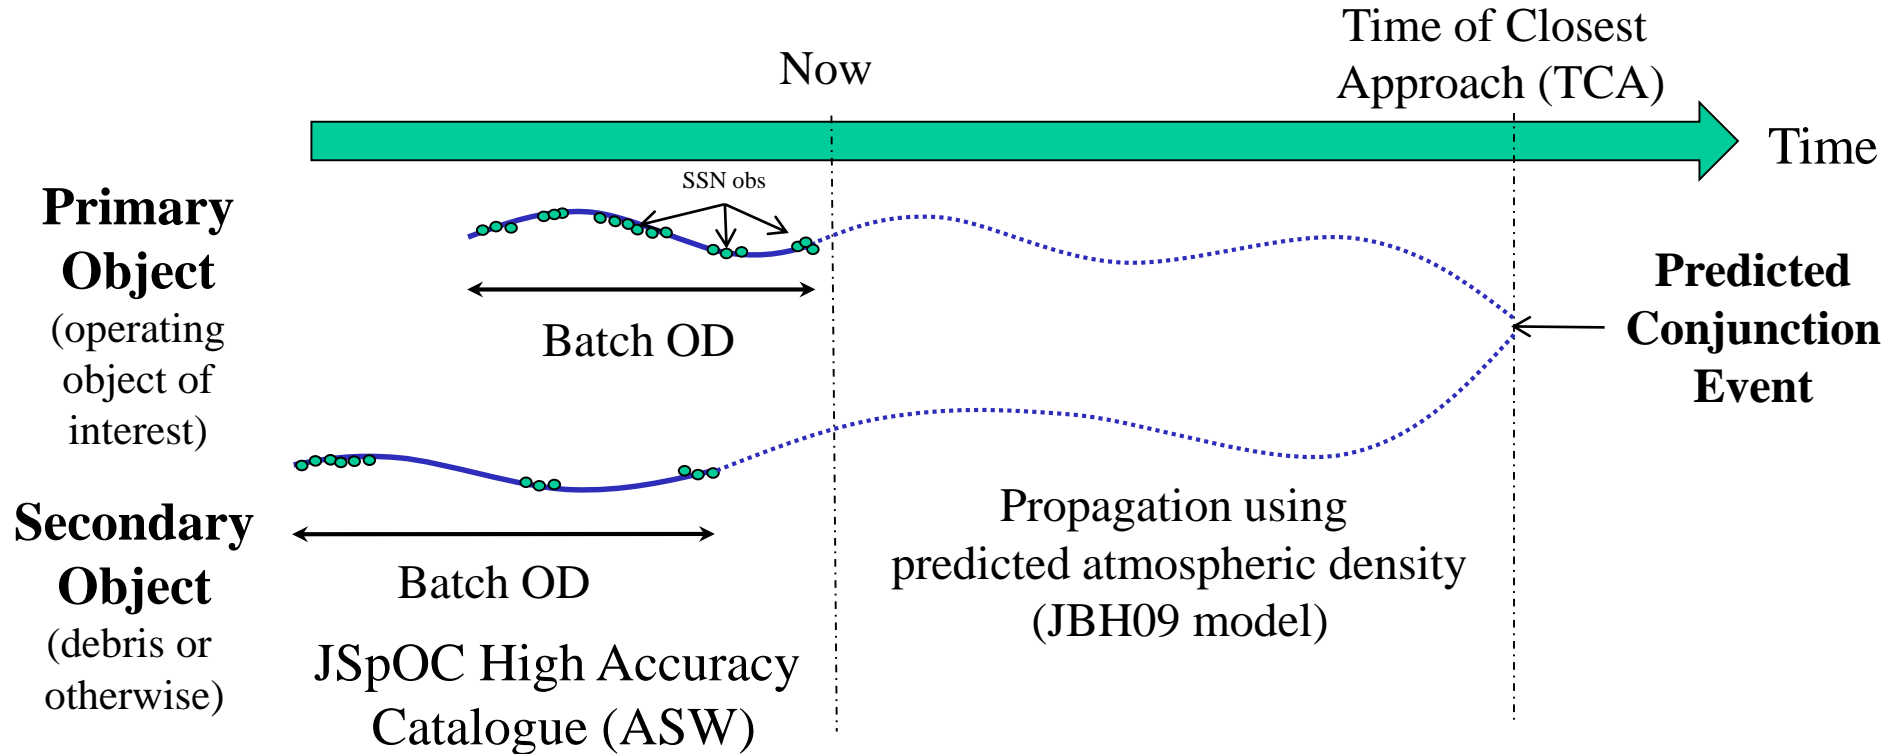 Time of Closest
Approach (TCA)
Now
Time
SSN obs
Primary
Object
(operating
object of
interest)
Batch OD
Predicted
Conjunction
Event
Secondary
Object
(debris or
otherwise)
Batch OD
JSpOC High Accuracy
Catalogue (ASW)
Propagation using
predicted atmospheric density
(JBH09 model)